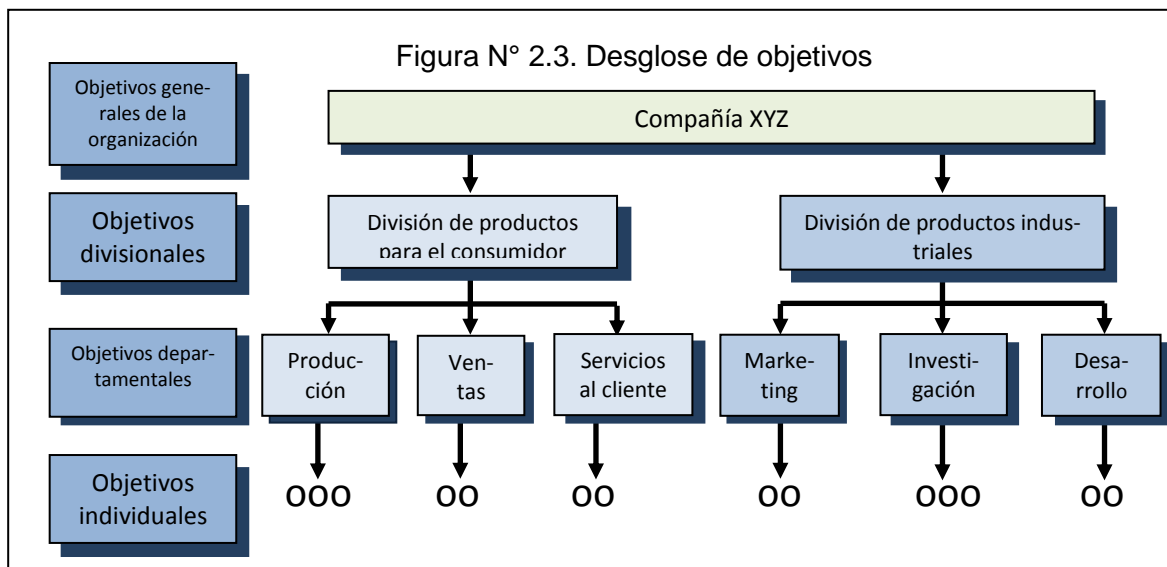 Figura N° 2.3. Desglose de objetivos
Objetivos gene-
rales de la
organización
Compañía XYZ
Objetivos
divisionales
División de productos
para el consumidor
División de productos indus-
triales
Objetivos depar-
tamentales
Produc-
ción
Ven-
tas
Servicios
al cliente
Marke-
ting
Investi-
gación
Desa-
rrollo
Objetivos
individuales
ooo
oo
oo
oo
ooo
oo